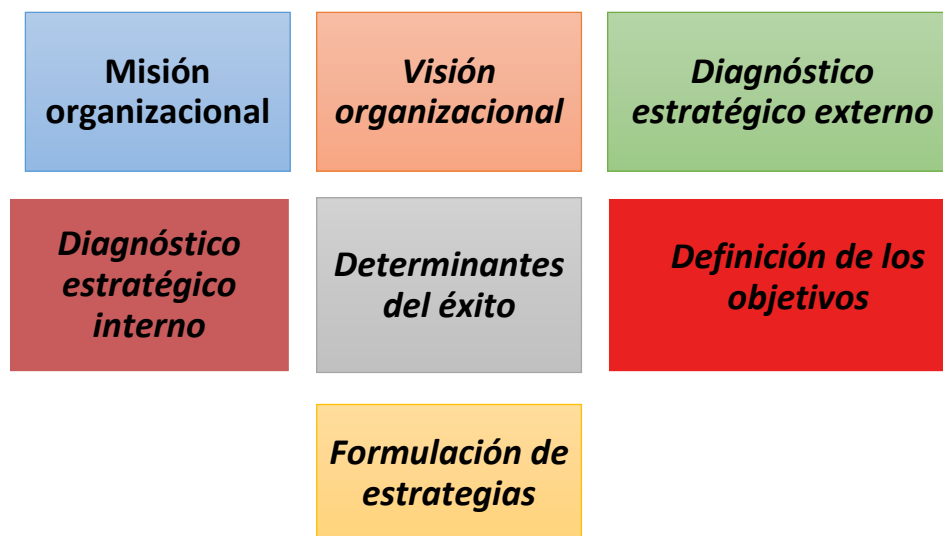 Misión
organizacional
Visión
organizacional
Diagnóstico
estratégico externo
Diagnóstico
estratégico
interno
Determinantes
del éxito
Definición de los
objetivos
Formulación de
estrategias